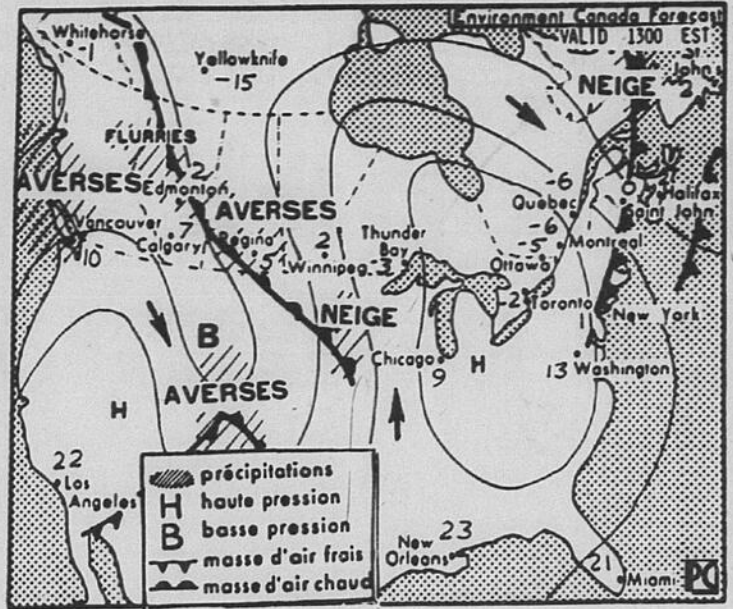 Environment Canada Forecast
VALID 1300 EST
Whitehorse
-1
Yellowknife
-15
St
John's
2
NEIGE
FLURRIES
2
Edmonton
AVERSES
AVERSES
-6
Québec
Halifax
Saint John
Vancouver
10
7
Calgary
Régina
5
2
Winnipeg
Thunder
Bay
-3
-6
-5
Montreal
Ottawa
-2
Toronto
1
New York
NEIGE
B
Chicago
9
H
13
Washington
AVERSES
H
22
Los
Angeles
précipitations
H haute pression
B basse pression
masse d'air frais
masse d'air chaud
23
New
Orleans
21
Miami
PC